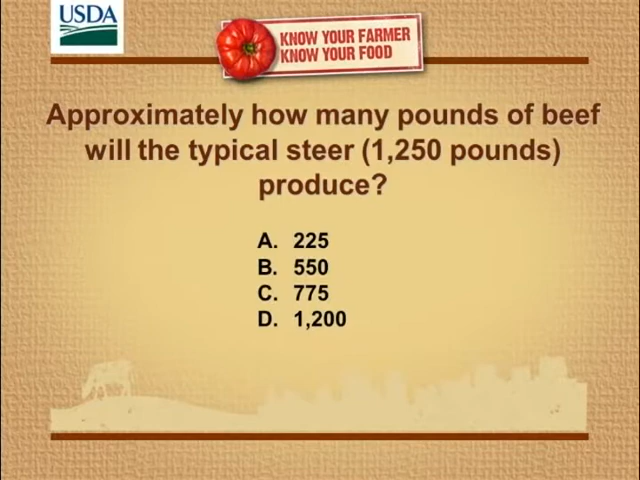 USDA
KNOW YOUR FARMER
KNOW YOUR FOOD
Approximately how many pounds of beef
will the typical steer (1,250 pounds)
produce?
A. 225
B. 550
C. 775
D. 1,200